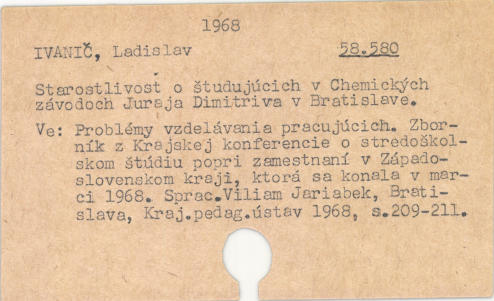 1968
IVANIČ, Ladislav 58.580
Starostlivosť o študujúcich v Chemických
závodoch Juraja Dimitriva v Bratislave.
Ve: Problémy vzdelávania pracujúcich. Zbor-
ník z Krajskej konferencie o stredoškol-
skom štúdiu popri zamestnaní v Západo-
slovenskom kraji, ktorá sa konala v mar-
ci 1968. Sprac.Viliam Jariabek, Brati-
slava, Kraj.pedag.ústav 1968, s.209-211.